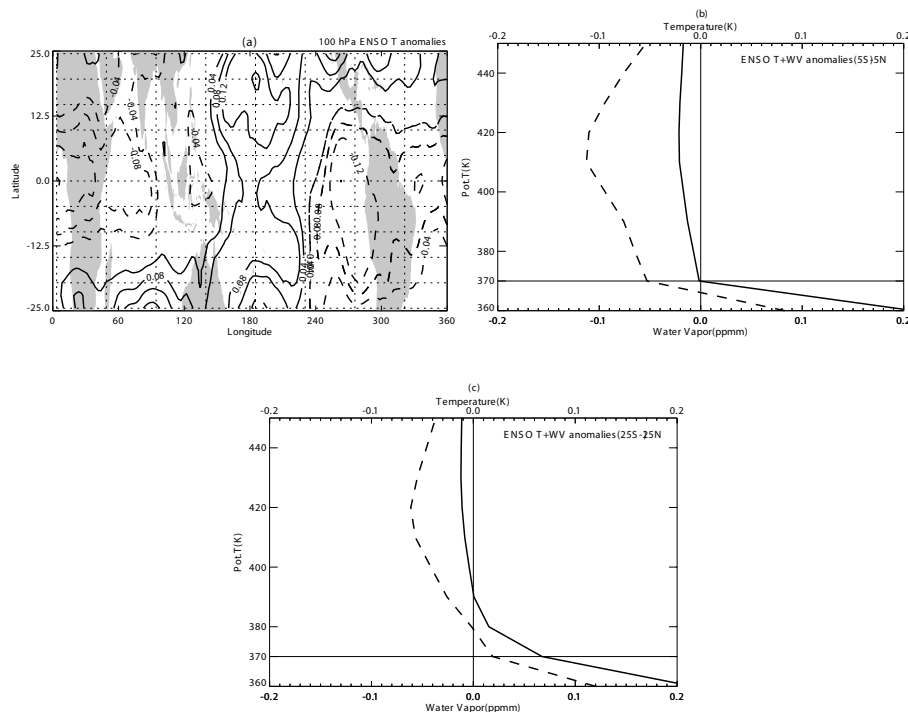 (a)
100 hPa ENSO T anomalies
25.0
12.5
0.0
-12.5
-25.0
Latitude
0 60 120 180 240 300 360
Longitude
-0.04
-0.04
-0.04
-0.08
0.04
0.08
0.12
-0.12
-0.04
0.08
0.08
(b)
Temperature(K)
-0.2 -0.1 0.0 0.1 0.2
ENSO T+WV anomalies(5S)5N
440
420
400
380
370
360
Pot.T(K)
-0.2 -0.1 0.0 0.1 0.2
Water Vapor(ppmm)
(c)
Temperature(K)
-0.2 -0.1 0.0 0.1 0.2
ENSO T+WV anomalies(25S-25N
440
420
400
380
370
360
Pot.T(K)
-0.2 -0.1 0.0 0.1 0.2
Water Vapor(ppmm)